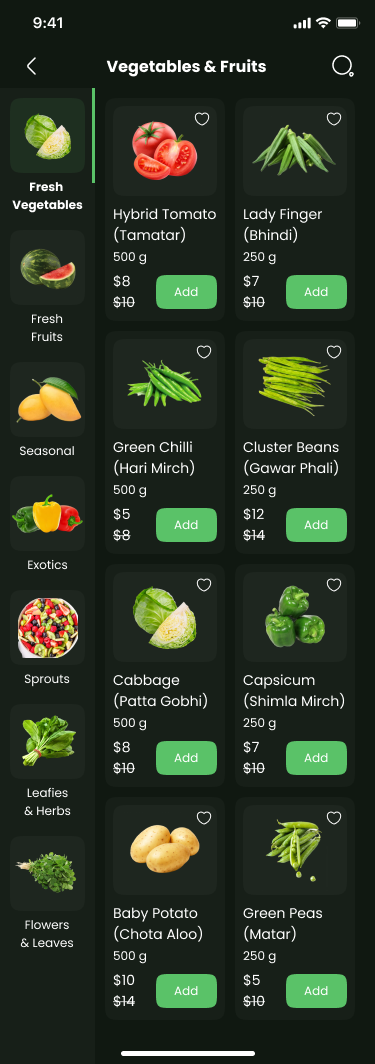 9:41
Vegetables & Fruits
Fresh
Vegetables
Fresh
Fruits
Seasonal
Exotics
Sprouts
Leafies
& Herbs
Flowers
& Leaves
Hybrid Tomato
(Tamatar)
500 g
$8
$10
Add
Lady Finger
(Bhindi)
250 g
$7
$10
Add
Green Chilli
(Hari Mirch)
500 g
$5
$8
Add
Cluster Beans
(Gawar Phali)
250 g
$12
$14
Add
Cabbage
(Patta Gobhi)
500 g
$8
$10
Add
Capsicum
(Shimla Mirch)
250 g
$7
$10
Add
Baby Potato
(Chota Aloo)
500 g
$10
$14
Add
Green Peas
(Matar)
250 g
$5
$10
Add